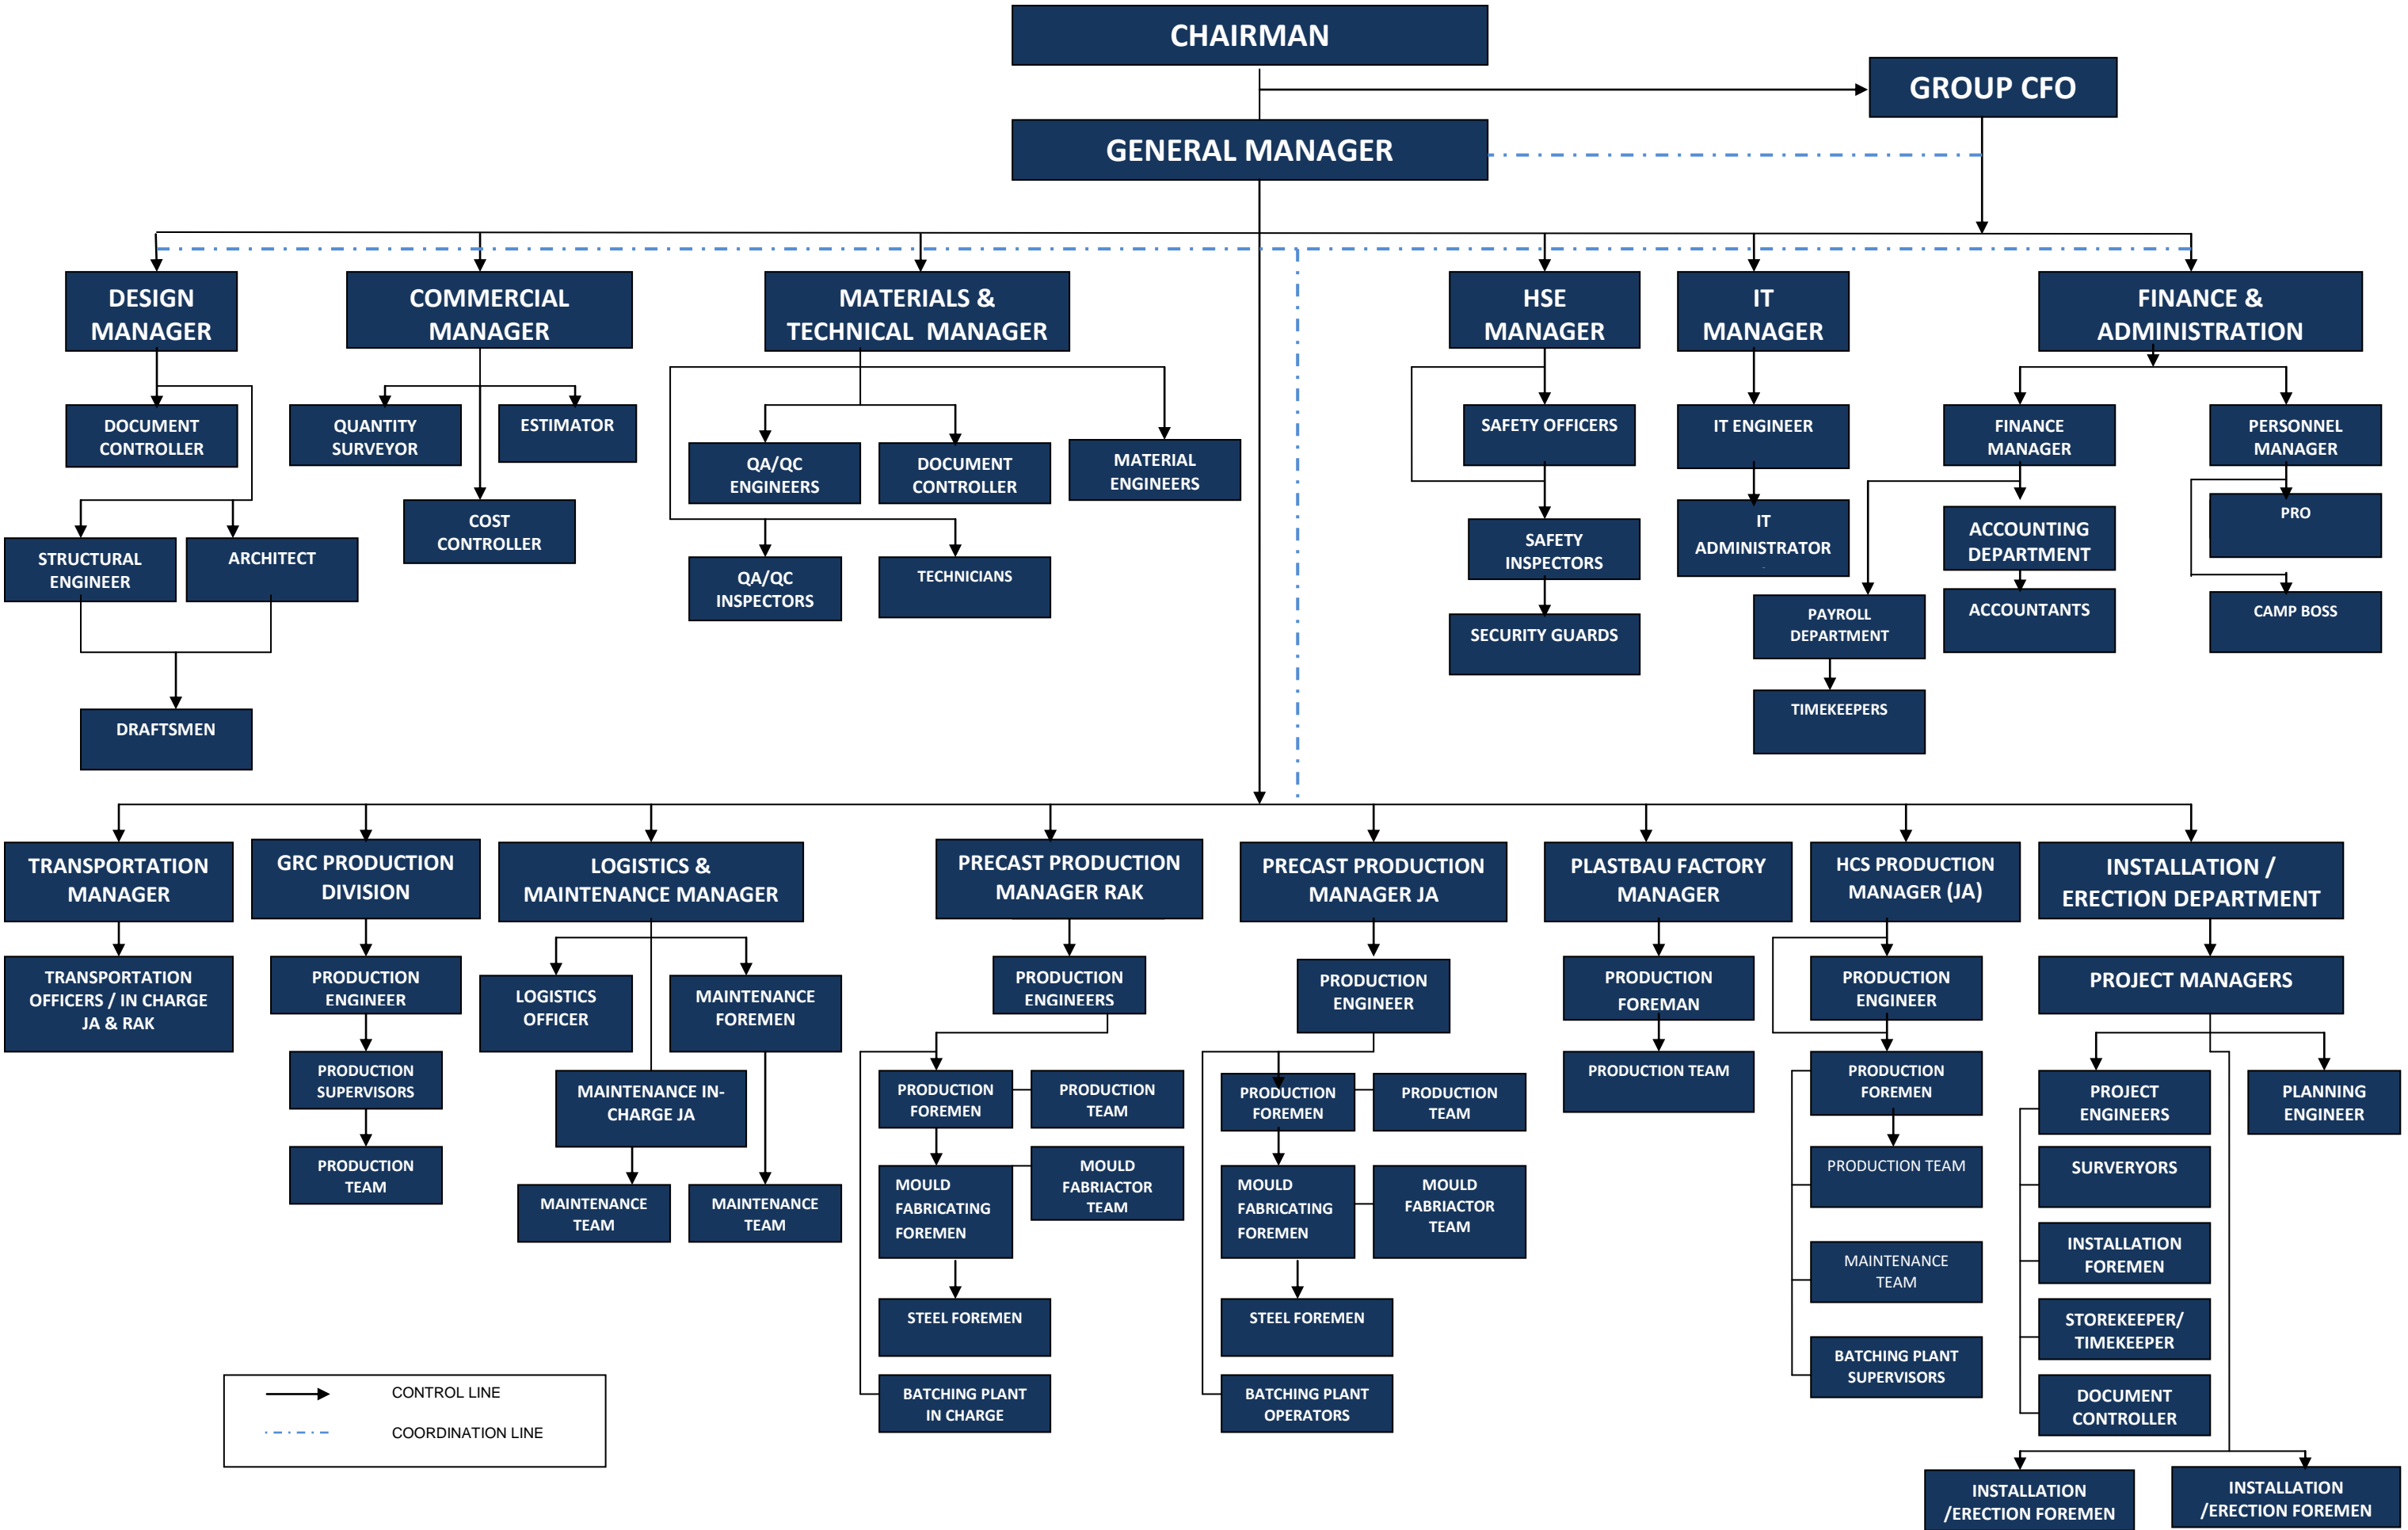 CHAIRMAN
GROUP CFO
GENERAL MANAGER
DESIGN
MANAGER
COMMERCIAL
MANAGER
MATERIALS &
TECHNICAL MANAGER
HSE
MANAGER
IT
MANAGER
FINANCE &
ADMINISTRATION
DOCUMENT
CONTROLLER
QUANTITY
SURVEYOR
ESTIMATOR
QA/QC
ENGINEERS
DOCUMENT
CONTROLLER
MATERIAL
ENGINEERS
SAFETY OFFICERS
IT ENGINEER
FINANCE
MANAGER
PERSONNEL
MANAGER
STRUCTURAL
ENGINEER
ARCHITECT
COST
CONTROLLER
QA/QC
INSPECTORS
TECHNICIANS
SAFETY
INSPECTORS
IT
ADMINISTRATOR
ACCOUNTING
DEPARTMENT
PRO
SECURITY GUARDS
PAYROLL
DEPARTMENT
ACCOUNTANTS
CAMP BOSS
DRAFTSMEN
TIMEKEEPERS
TRANSPORTATION
MANAGER
GRC PRODUCTION
DIVISION
LOGISTICS &
MAINTENANCE MANAGER
PRECAST PRODUCTION
MANAGER RAK
PRECAST PRODUCTION
MANAGER JA
PLASTBAU FACTORY
MANAGER
HCS PRODUCTION
MANAGER (JA)
INSTALLATION /
ERECTION DEPARTMENT
TRANSPORTATION
OFFICERS / IN CHARGE
JA & RAK
PRODUCTION
ENGINEER
LOGISTICS
OFFICER
MAINTENANCE
FOREMEN
PRODUCTION
ENGINEERS
PRODUCTION
ENGINEER
PRODUCTION
FOREMAN
PRODUCTION
ENGINEER
PROJECT MANAGERS
PRODUCTION
SUPERVISORS
MAINTENANCE IN-
CHARGE JA
PRODUCTION
FOREMEN
PRODUCTION
TEAM
PRODUCTION
FOREMEN
PRODUCTION
TEAM
PRODUCTION TEAM
PRODUCTION
FOREMEN
PROJECT
ENGINEERS
PLANNING
ENGINEER
PRODUCTION
TEAM
MAINTENANCE
TEAM
MAINTENANCE
TEAM
MOULD
FABRICATING
FOREMEN
MOULD
FABRIACTOR
TEAM
MOULD
FABRICATING
FOREMEN
MOULD
FABRIACTOR
TEAM
PRODUCTION TEAM
SURVERYORS
MAINTENANCE
TEAM
INSTALLATION
FOREMEN
STEEL FOREMEN
STEEL FOREMEN
BATCHING PLANT
SUPERVISORS
STOREKEEPER/
TIMEKEEPER
BATCHING PLANT
IN CHARGE
BATCHING PLANT
OPERATORS
DOCUMENT
CONTROLLER
CONTROL LINE
COORDINATION LINE
INSTALLATION
/ERECTION FOREMEN
INSTALLATION
/ERECTION FOREMEN